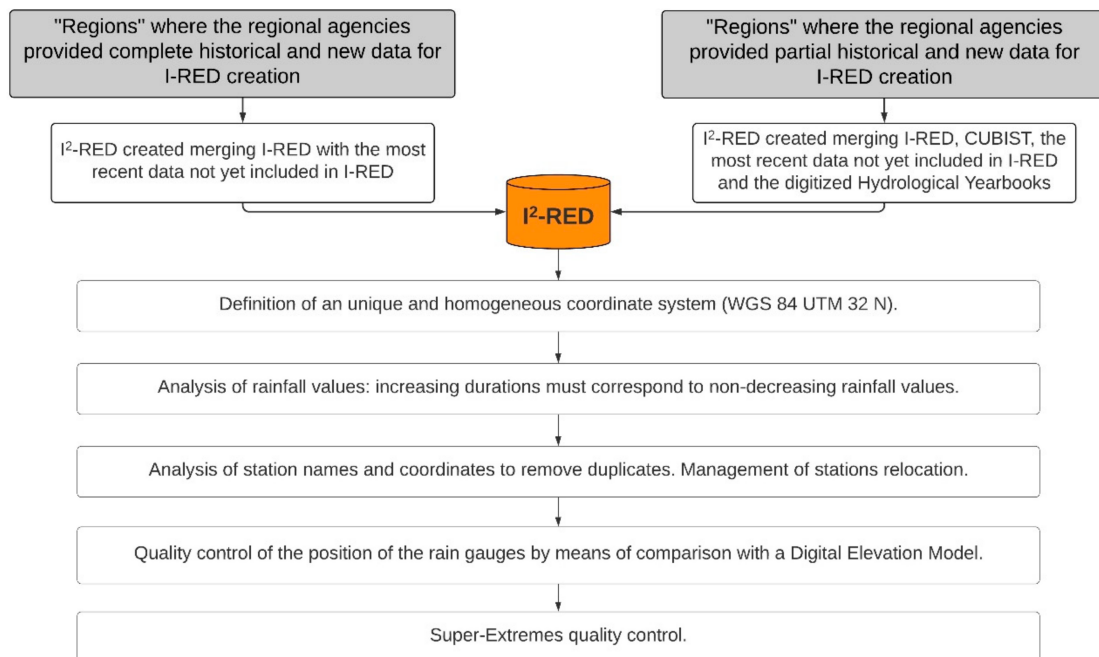 "Regions" where the regional agencies
provided complete historical and new data for
I-RED creation
"Regions" where the regional agencies
provided partial historical and new data for
I-RED creation
I²-RED created merging I-RED with the most
recent data not yet included in I-RED
I²-RED created merging I-RED, CUBIST, the
most recent data not yet included in I-RED
and the digitized Hydrological Yearbooks
I²-RED
Definition of an unique and homogeneous coordinate system (WGS 84 UTM 32 N).
Analysis of rainfall values: increasing durations must correspond to non-decreasing rainfall values.
Analysis of station names and coordinates to remove duplicates. Management of stations relocation.
Quality control of the position of the rain gauges by means of comparison with a Digital Elevation Model.
Super-Extremes quality control.